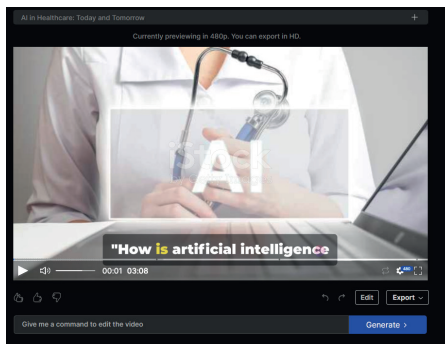 AI in Healthcare: Today and Tomorrow +
Currently previewing in 480p. You can export in HD.
iStock
AI
"How is artificial intelligence
00:01 03:08
Edit
Export
Give me a command to edit the video
Generate >